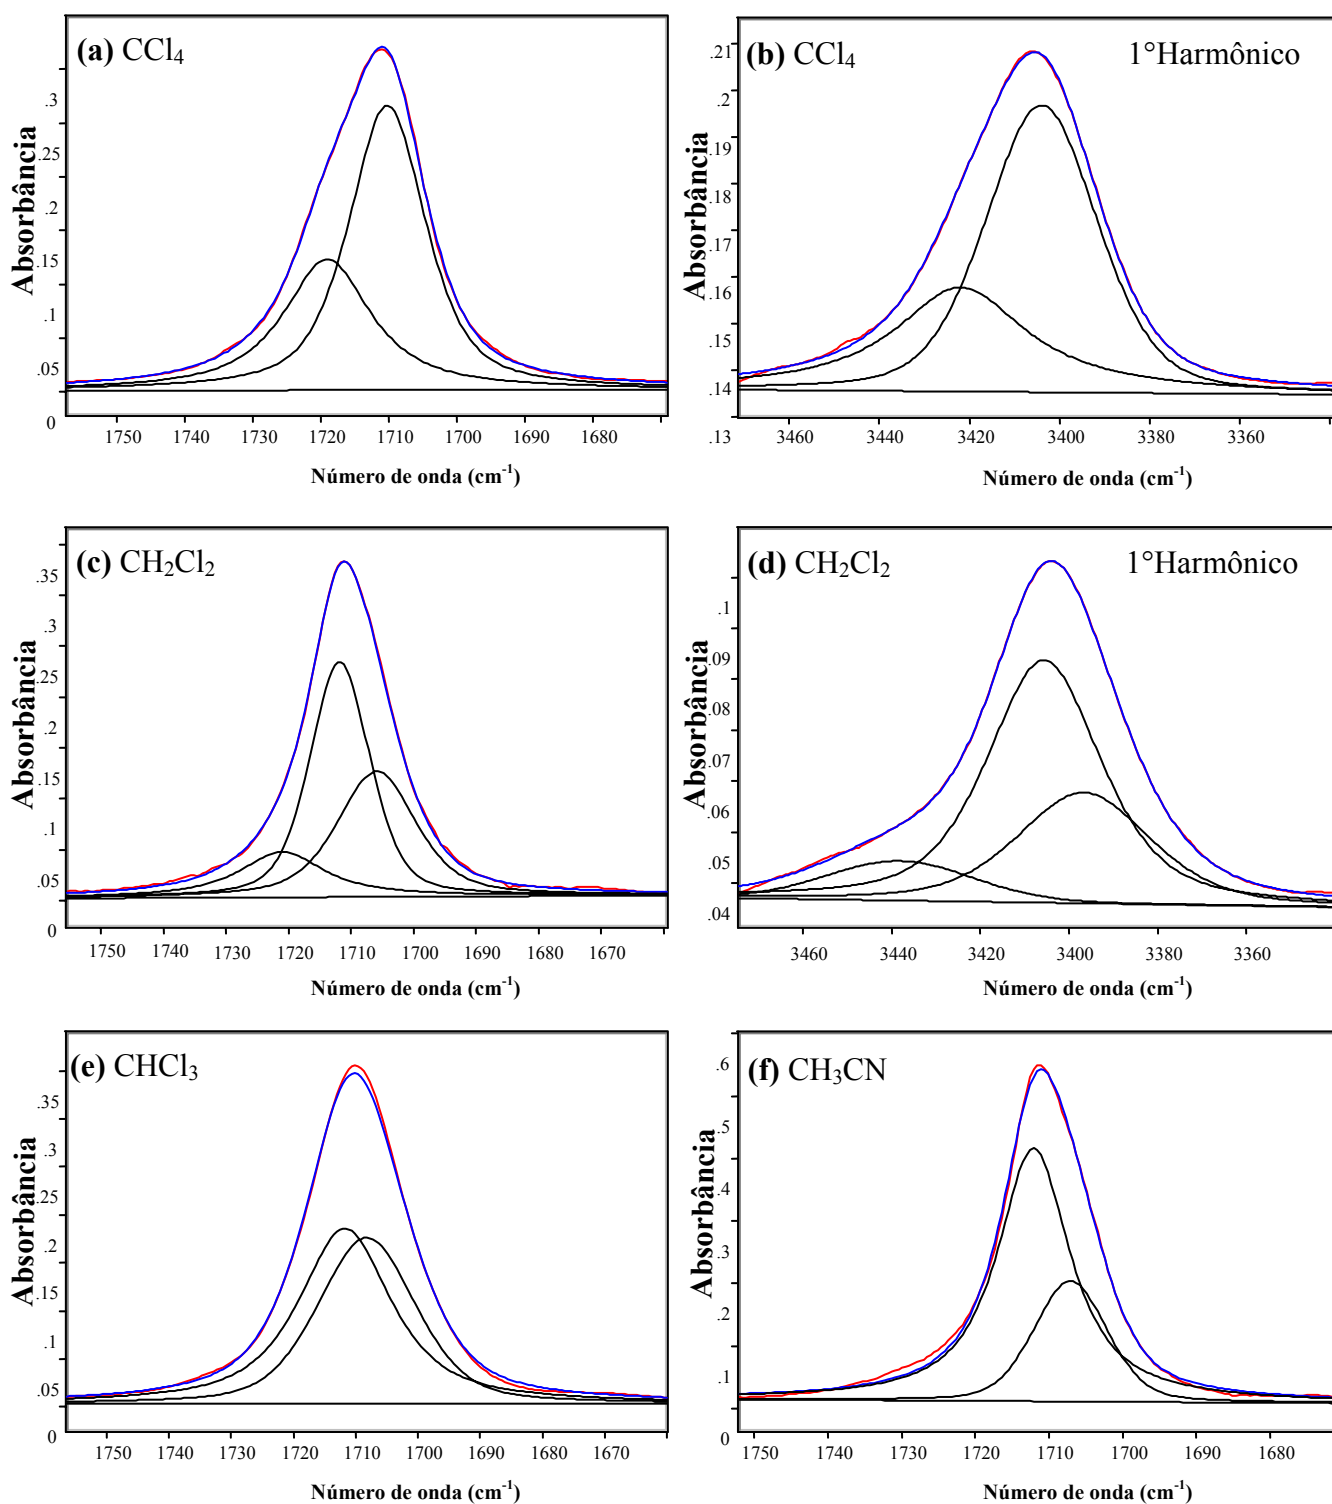 (a) CCl4
Absorbância
.3
.25
.2
.15
.1
.05
0
1750 1740 1730 1720 1710 1700 1690 1680
Número de onda (cm-1)
(b) CCl4 1°Harmônico
Absorbância
.21
.2
.19
.18
.17
.16
.15
.14
.13
3460 3440 3420 3400 3380 3360
Número de onda (cm-1)
(c) CH2Cl2
Absorbância
.35
.3
.25
.2
.15
.1
.05
0
1750 1740 1730 1720 1710 1700 1690 1680 1670
Número de onda (cm-1)
(d) CH2Cl2 1°Harmônico
Absorbância
.1
.09
.08
.07
.06
.05
.04
3460 3440 3420 3400 3380 3360
Número de onda (cm-1)
(e) CHCl3
Absorbância
.35
.3
.25
.2
.15
.1
.05
0
1750 1740 1730 1720 1710 1700 1690 1680 1670
Número de onda (cm-1)
(f) CH3CN
Absorbância
.6
.5
.4
.3
.2
.1
0
1750 1740 1730 1720 1710 1700 1690 1680
Número de onda (cm-1)